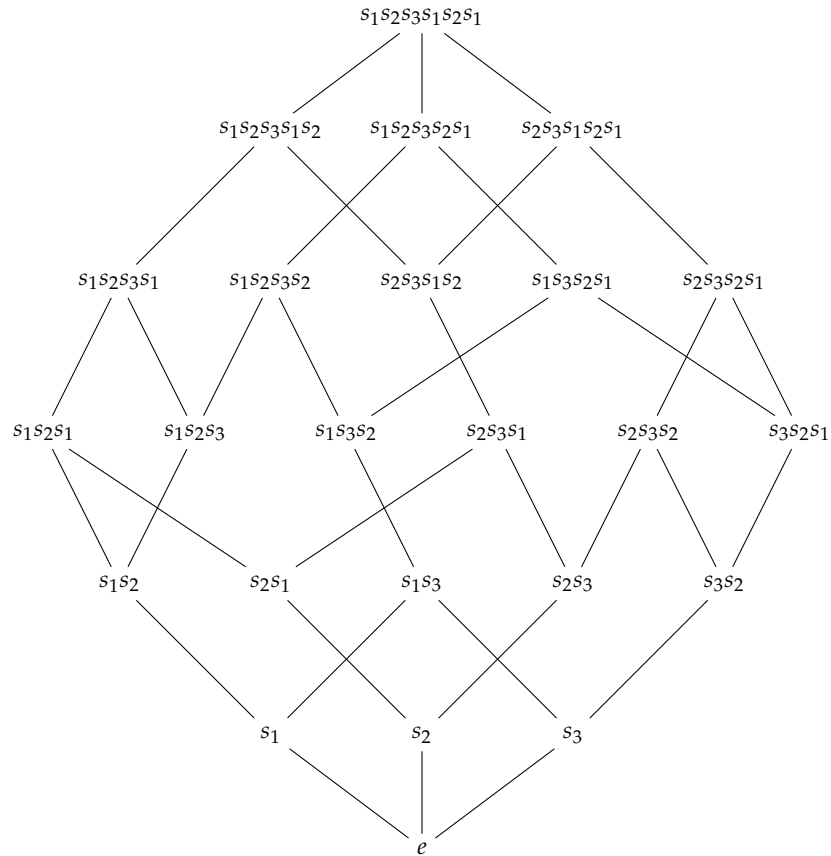 s₁s₂s₃s₁s₂s₁
s₁s₂s₃s₁s₂ s₁s₂s₃s₂s₁ s₂s₃s₁s₂s₁
s₁s₂s₃s₁ s₁s₂s₃s₂ s₂s₃s₁s₂ s₁s₃s₂s₁ s₂s₃s₂s₁
s₁s₂s₁ s₁s₂s₃ s₁s₃s₂ s₂s₃s₁ s₂s₃s₂ s₃s₂s₁
s₁s₂ s₂s₁ s₁s₃ s₂s₃ s₃s₂
s₁ s₂ s₃
e